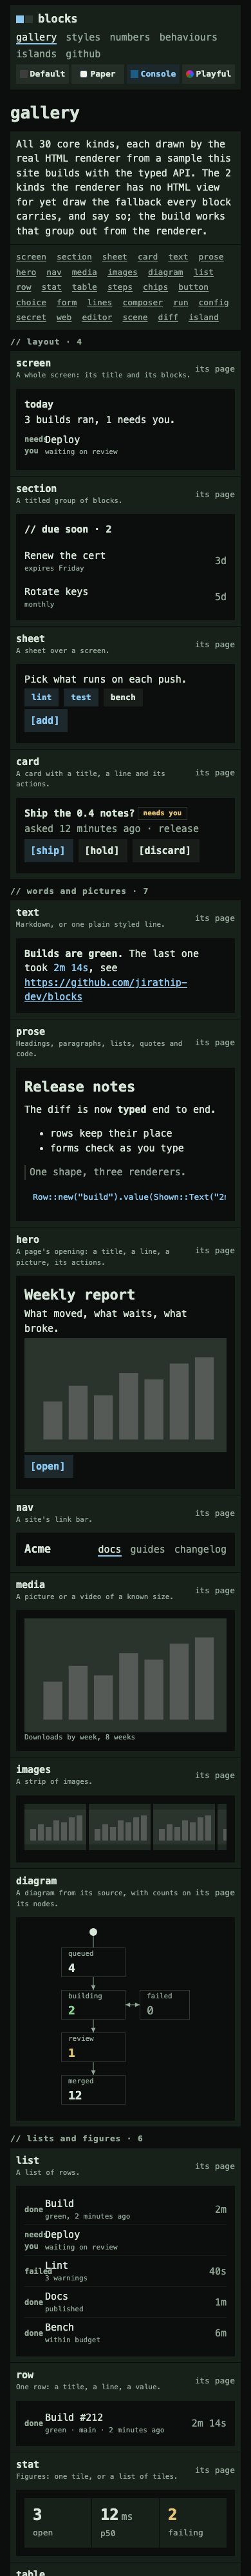 blocks
gallery styles numbers behaviours
islands github
Default Paper Console Playful
gallery
All 30 core kinds, each drawn by the
real HTML renderer from a sample this
site builds with the typed API. The 2
kinds the renderer has no HTML view
for yet draw the fallback every block
carries, and say so; the build works
that group out from the renderer.
screen section sheet card text prose
hero nav media images diagram list
row stat table steps chips button
choice form lines composer run config
secret web editor scene diff island
// layout · 4
screen
A whole screen: its title and its blocks.
its page
today
3 builds ran, 1 needs you.
needs you
Deploy
waiting on review
section
A titled group of blocks.
its page
// due soon · 2
Renew the cert
expires Friday
3d
Rotate keys
monthly
5d
sheet
A sheet over a screen.
its page
Pick what runs on each push.
lint test bench
[add]
card
A card with a title, a line and its
actions.
its page
Ship the 0.4 notes? needs you
asked 12 minutes ago · release
[ship] [hold] [discard]
// words and pictures · 7
text
Markdown, or one plain styled line.
its page
Builds are green. The last one
took 2m 14s, see
https://github.com/jirathip-
dev/blocks
prose
Headings, paragraphs, lists, quotes and
code.
its page
Release notes
The diff is now typed end to end.
• rows keep their place
• forms check as you type
One shape, three renderers.
Row::new("build").value(Shown::Text("2m
hero
A page's opening: a title, a line, a
picture, its actions.
its page
Weekly report
What moved, what waits, what
broke.
[open]
nav
A site's link bar.
its page
Acme docs guides changelog
media
A picture or a video of a known size.
its page
Downloads by week, 8 weeks
images
A strip of images.
its page
diagram
A diagram from its source, with counts on
its nodes.
its page
queued
4
building
2
failed
0
review
1
merged
12
// lists and figures · 6
list
A list of rows.
its page
done
Build
green, 2 minutes ago
2m
needs you
Deploy
waiting on review
failed
Lint
3 warnings
40s
done
Docs
published
1m
done
Bench
within budget
6m
row
One row: a title, a line, a value.
its page
done
Build #212
green · main · 2 minutes ago
2m 14s
stat
Figures: one tile, or a list of tiles.
its page
3
open
12 ms
p50
2
failing
table